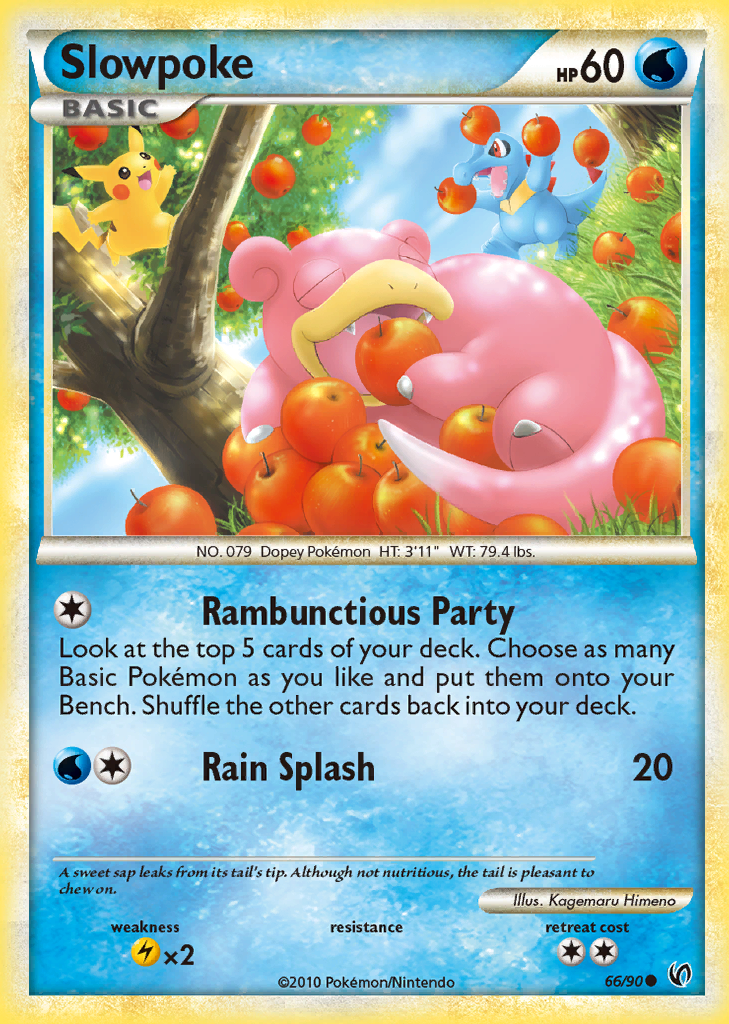 Slowpoke
HP 60
BASIC
NO. 079 Dopey Pokémon HT: 3'11" WT: 79.4 lbs.
Rambunctious Party
Look at the top 5 cards of your deck. Choose as many
Basic Pokémon as you like and put them onto your
Bench. Shuffle the other cards back into your deck.
Rain Splash 20
A sweet sap leaks from its tail's tip. Although not nutritious, the tail is pleasant to
chew on.
Illus. Kagemaru Himeno
weakness resistance retreat cost
×2
©2010 Pokémon/Nintendo 66/90